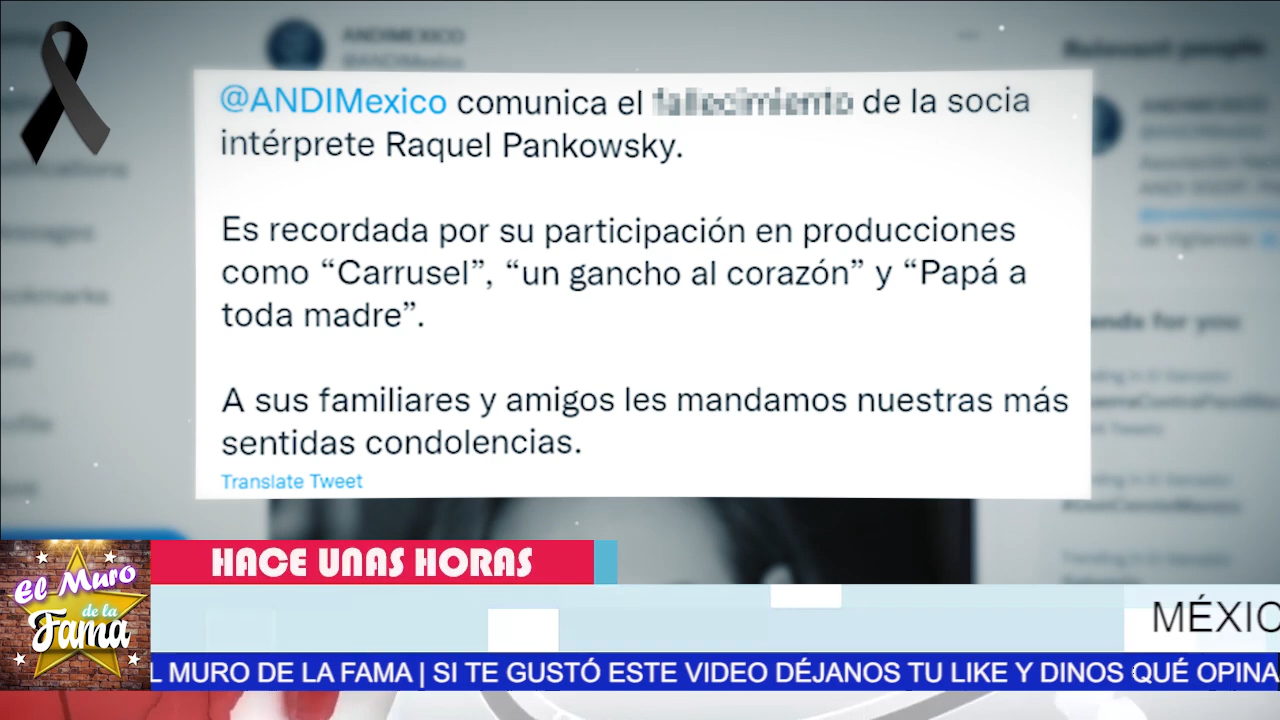 @ANDIMexico comunica el fallecimiento de la socia
intérprete Raquel Pankowsky.
Es recordada por su participación en producciones
como “Carrusel”, “un gancho al corazón” y “Papá a
toda madre”.
A sus familiares y amigos les mandamos nuestras más
sentidas condolencias.
Translate Tweet
HACE UNAS HORAS
El Muro
de la
Fama
MÉXIC
L MURO DE LA FAMA | SI TE GUSTÓ ESTE VIDEO DÉJANOS TU LIKE Y DINOS QUÉ OPINA